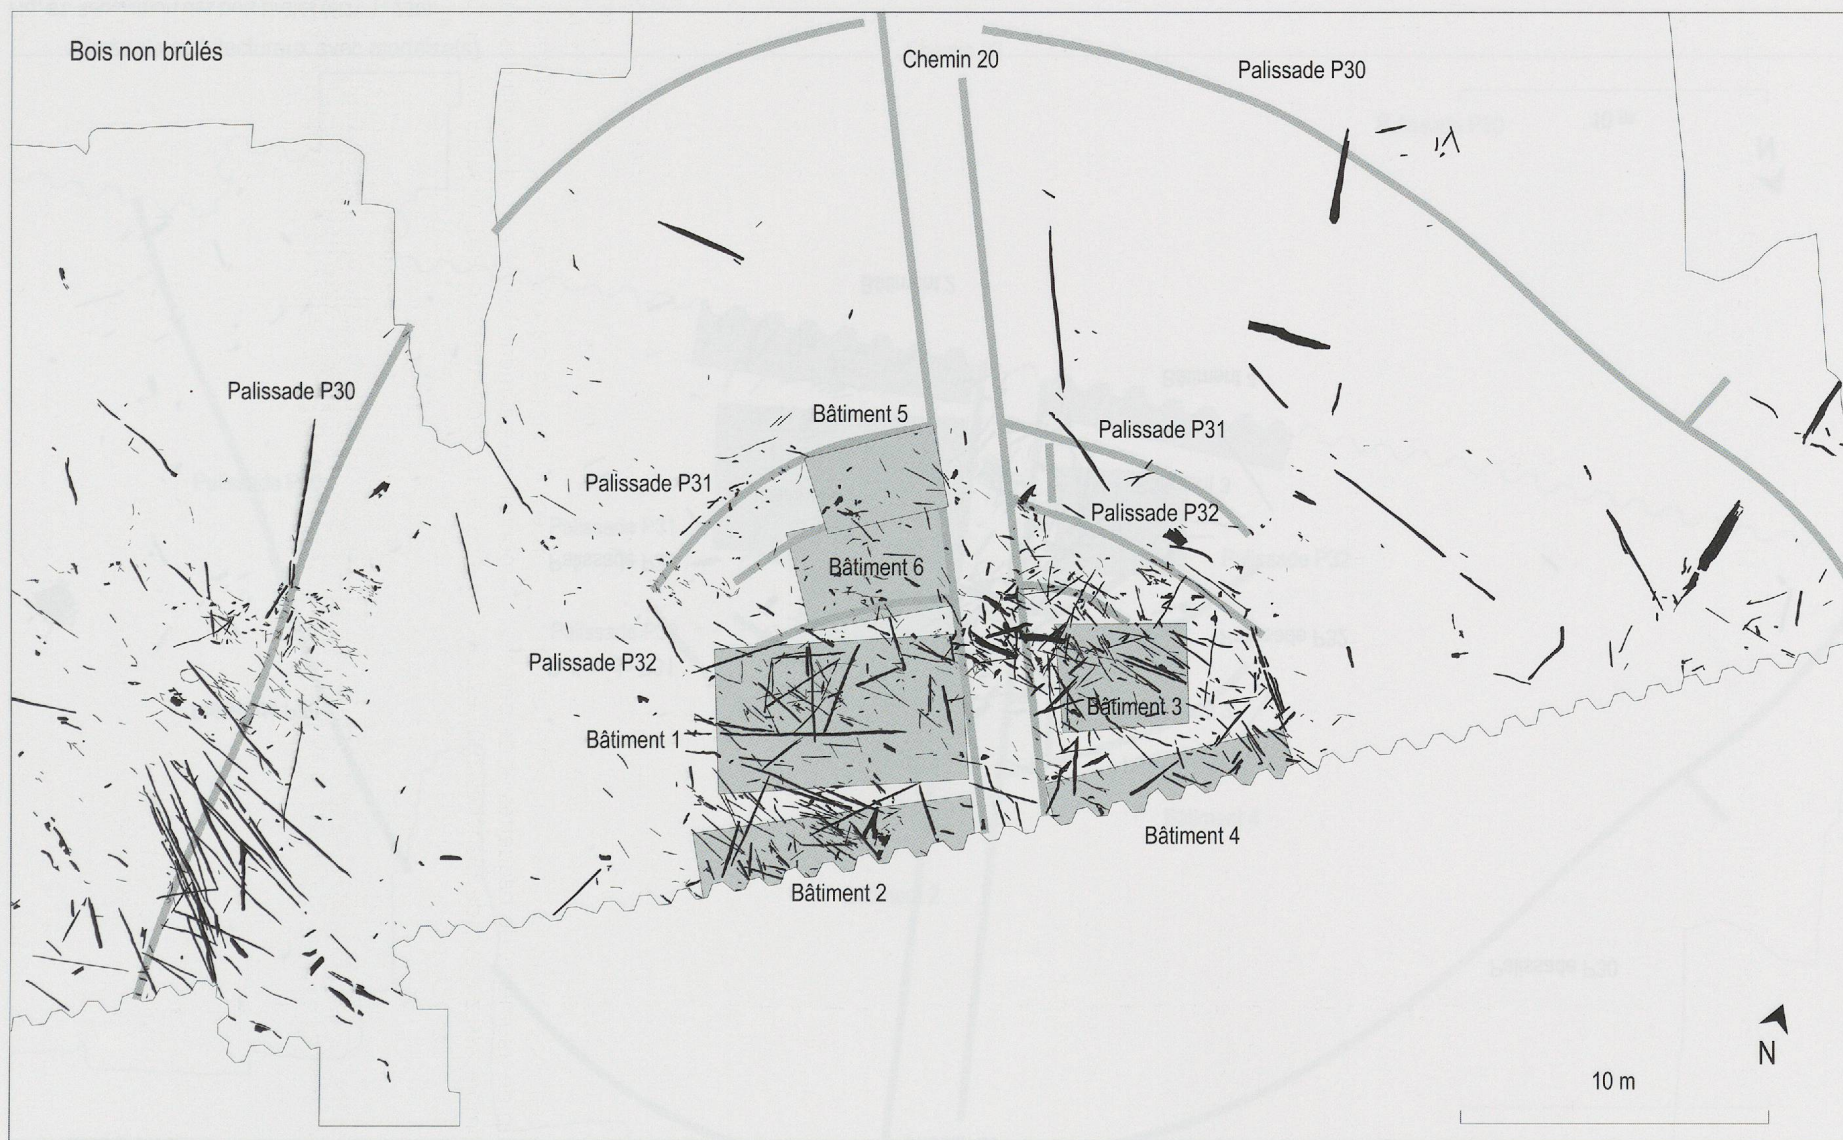 Bois non brûlés
Chemin 20
Palissade P30
Palissade P30
Bâtiment 5
Palissade P31
Palissade P31
Palissade P32
Bâtiment 6
Palissade P32
Bâtiment 3
Bâtiment 1
Bâtiment 4
Bâtiment 2
N
10 m